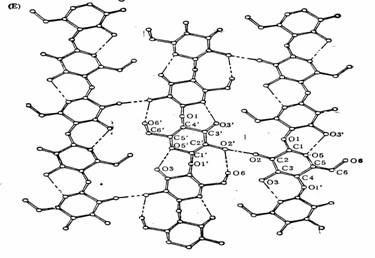 (E)
O1
C4'
O6'
C6'
C3'
O3'
C5'
O5'
C2'
O2'
C1'
O1'
O3
O6
O1
C1
O3'
O2
C2
O5
C5
O6
C3
C6
O3
C4
O1'